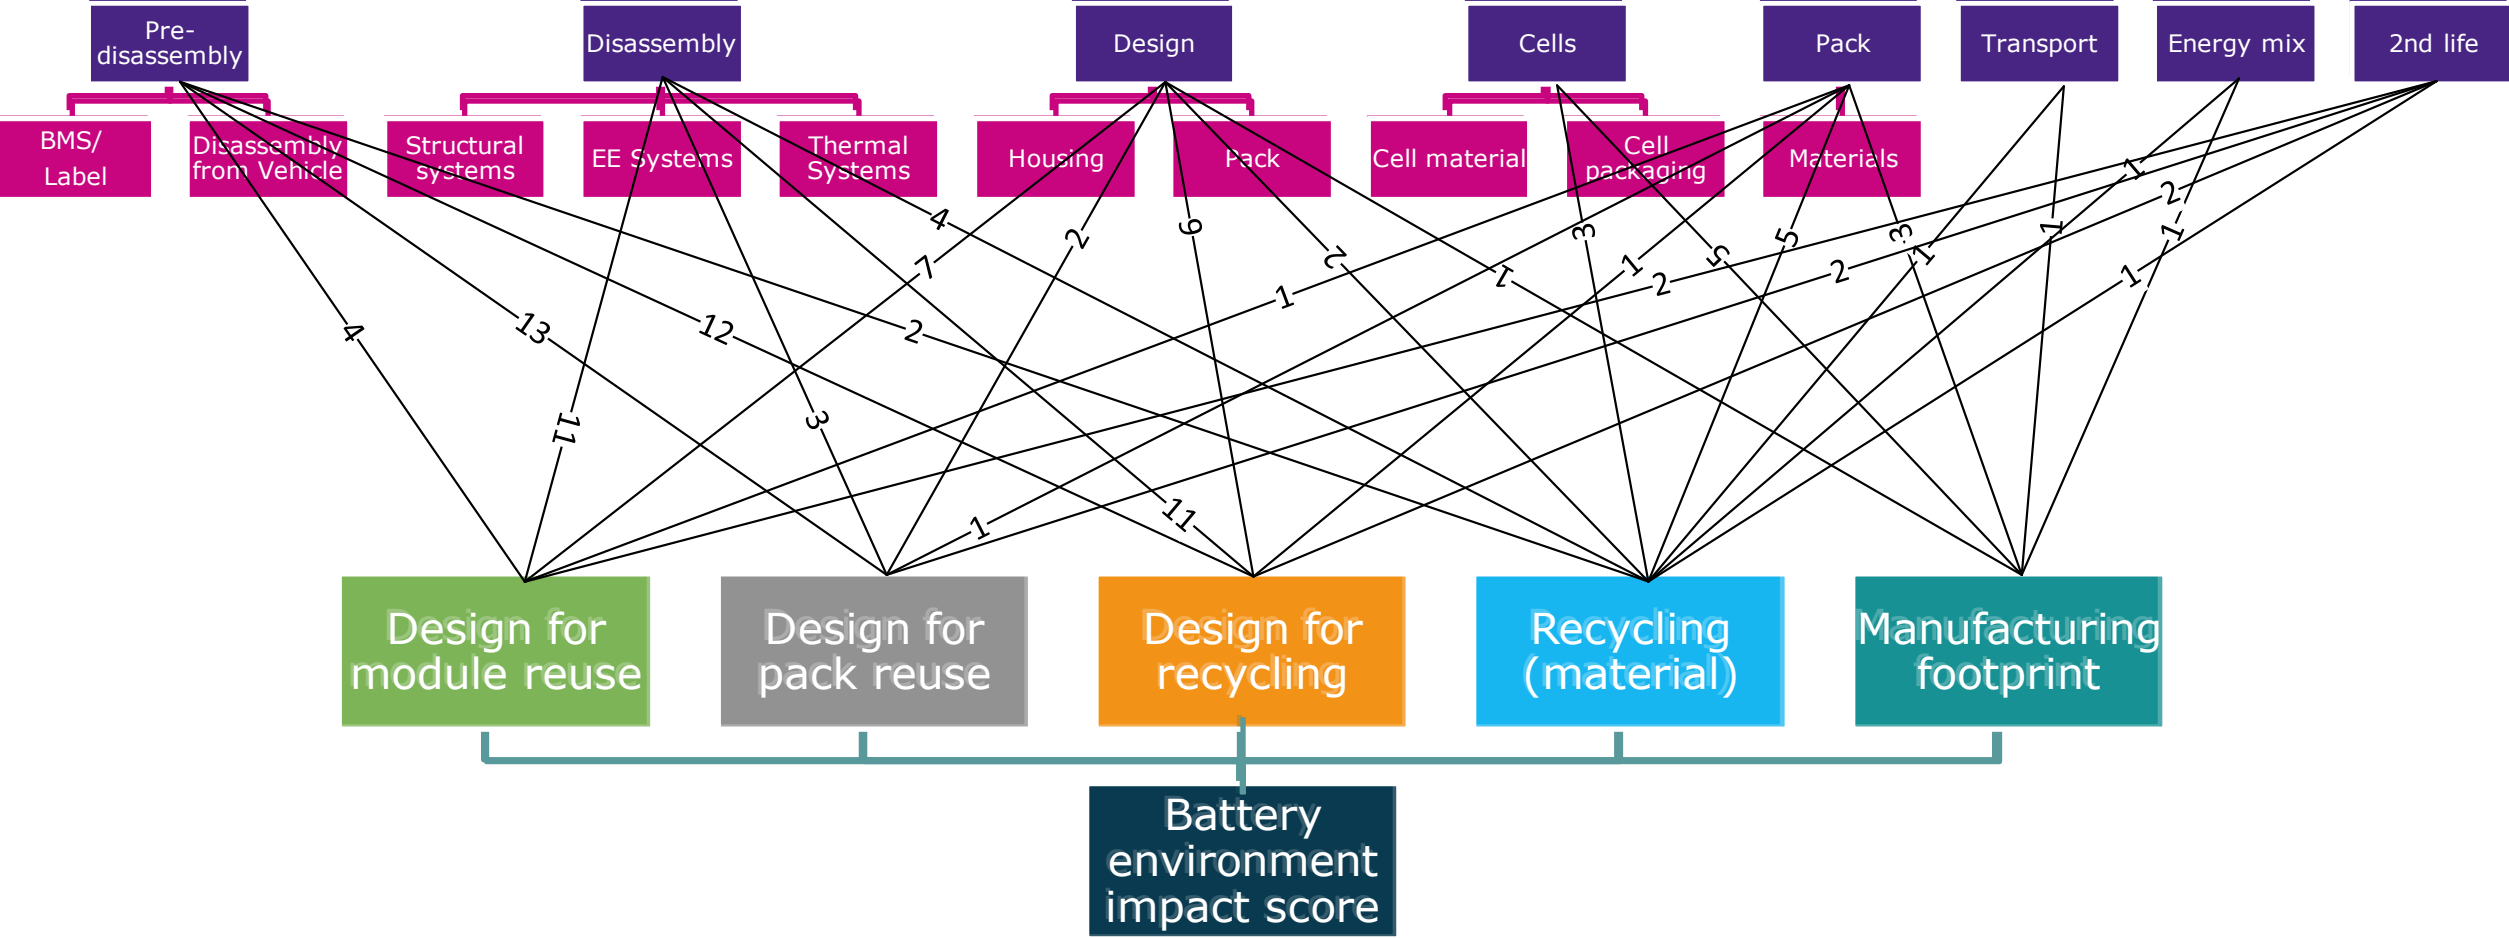 Pre-
disassembly
Disassembly
Design
Cells
Pack
Transport
Energy mix
2nd life
BMS/
Label
Disassembly
from Vehicle
Structural
systems
EE Systems
Thermal
Systems
Housing
Pack
Cell material
Cell
packaging
Materials
1
2
4
2
3
5
3
1
1
7
2
1
5
2
1
1
1
2
1
1
4
13
12
2
11
3
11
1
Design for
module reuse
Design for
pack reuse
Design for
recycling
Recycling
(material)
Manufacturing
footprint
Battery
environment
impact score